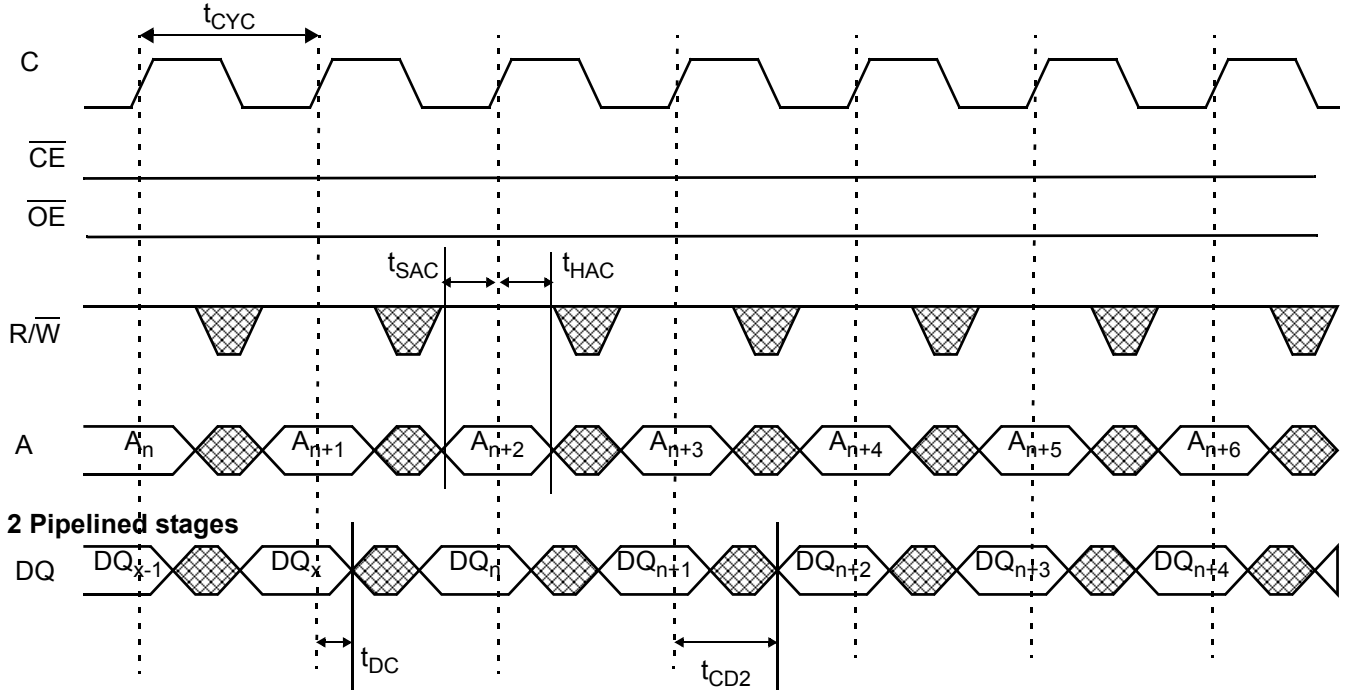 tCYC
C
CE
OE
tSAC tHAC
R/W
A An An+1 An+2 An+3 An+4 An+5 An+6
2 Pipelined stages
DQ DQx-1 DQx DQn DQn+1 DQn+2 DQn+3 DQn+4
tDC tCD2